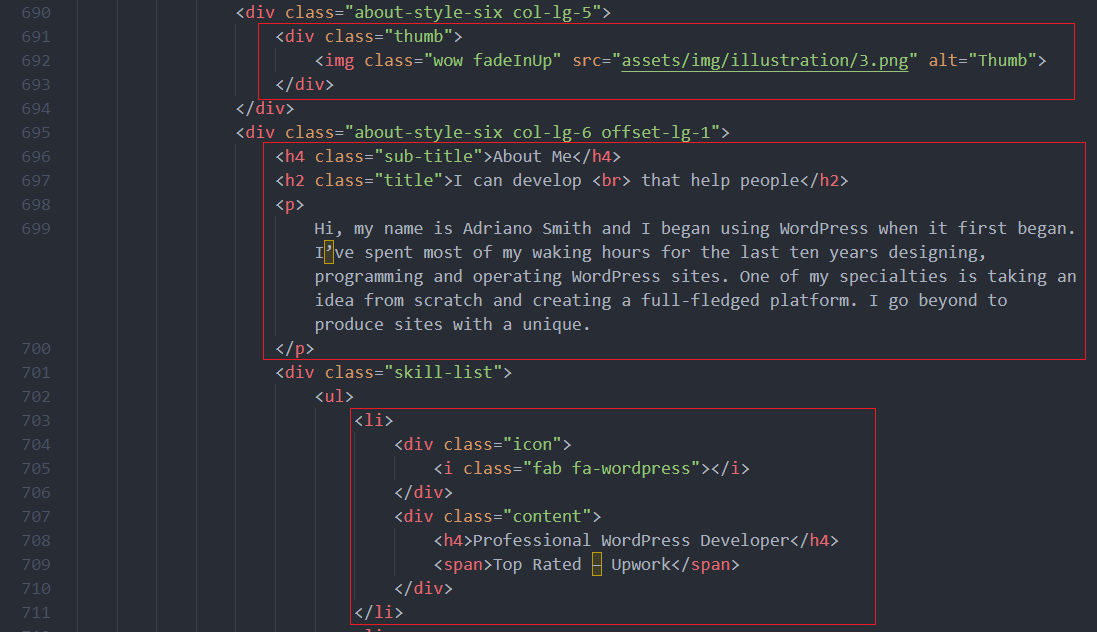 690 <div class="about-style-six col-lg-5">
691 <div class="thumb">
692 <img class="wow fadeInUp" src="assets/img/illustration/3.png" alt="Thumb">
693 </div>
694 </div>
695 <div class="about-style-six col-lg-6 offset-lg-1">
696 <h4 class="sub-title">About Me</h4>
697 <h2 class="title">I can develop <br> that help people</h2>
698 <p>
699 Hi, my name is Adriano Smith and I began using WordPress when it first began.
I’ve spent most of my waking hours for the last ten years designing,
programming and operating WordPress sites. One of my specialties is taking an
idea from scratch and creating a full-fledged platform. I go beyond to
produce sites with a unique.
700 </p>
701 <div class="skill-list">
702 <ul>
703 <li>
704 <div class="icon">
705 <i class="fab fa-wordpress"></i>
706 </div>
707 <div class="content">
708 <h4>Professional WordPress Developer</h4>
709 <span>Top Rated – Upwork</span>
710 </div>
711 </li>